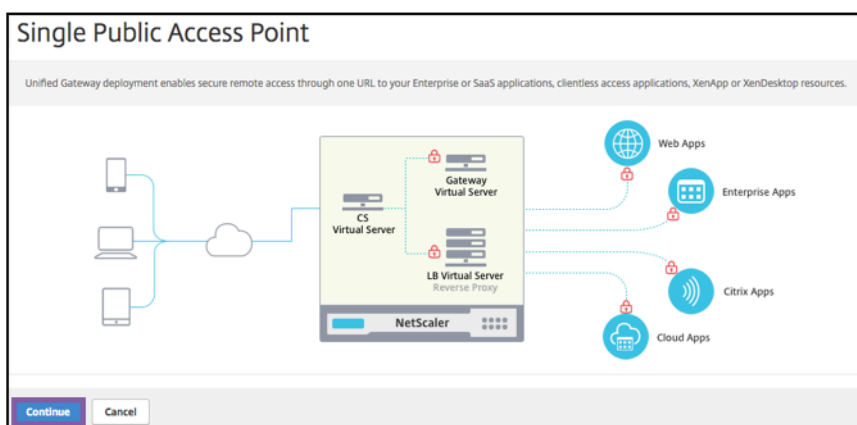 Single Public Access Point
Unified Gateway deployment enables secure remote access through one URL to your Enterprise or SaaS applications, clientless access applications, XenApp or XenDesktop resources.
Web Apps
Gateway
Virtual Server
Enterprise Apps
CS
Virtual Server
LB Virtual Server
Reverse Proxy
Citrix Apps
NetScaler
Cloud Apps
Continue
Cancel